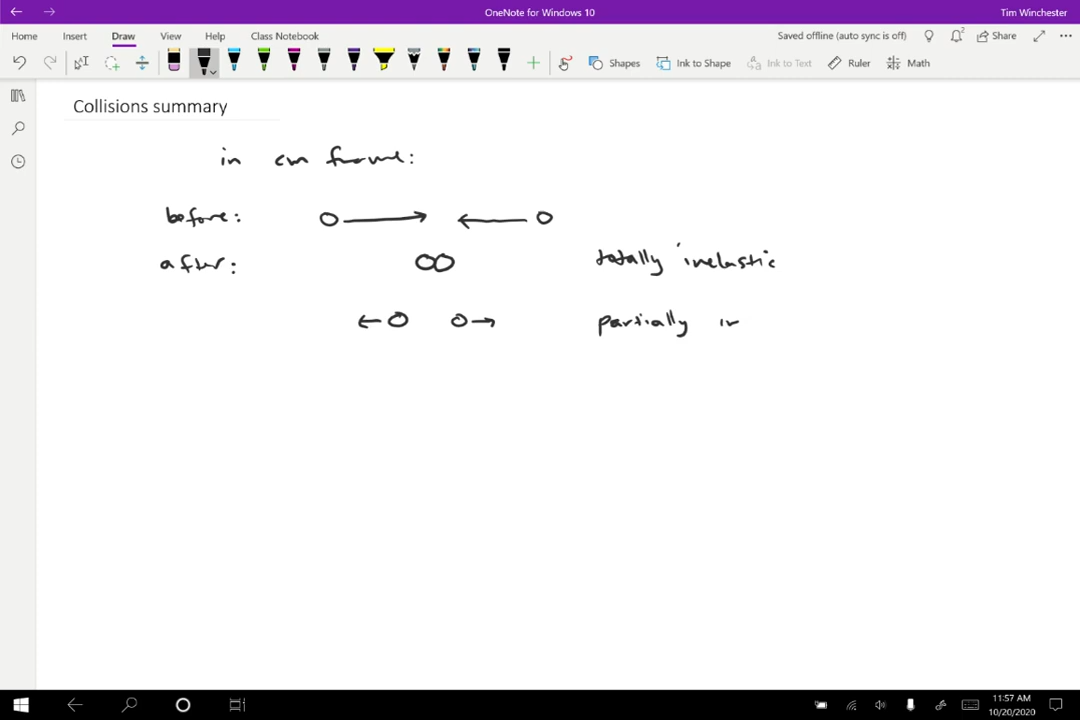 OneNote for Windows 10
Tim Winchester
Home Insert Draw View Help Class Notebook
Saved offline (auto sync is off) Share
Shapes Ink to Shape Ink to Text Ruler Math
Collisions summary
in cm frame:
before:
after: totally inelastic
partially in
11:57 AM
10/20/2020